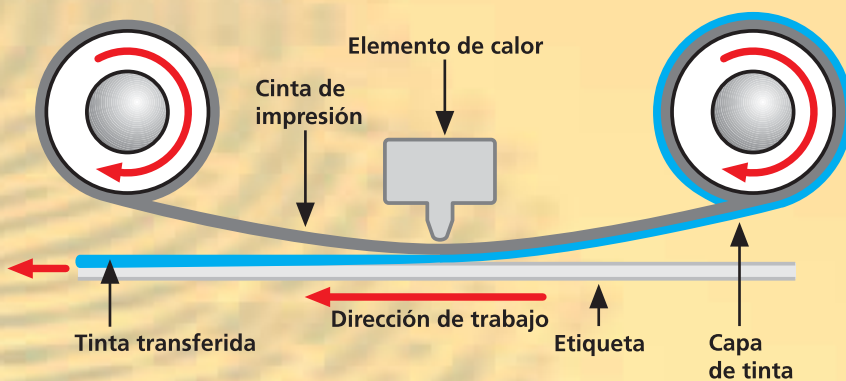 Elemento de calor
Cinta de
impresión
Dirección de trabajo
Tinta transferida
Etiqueta
Capa
de tinta